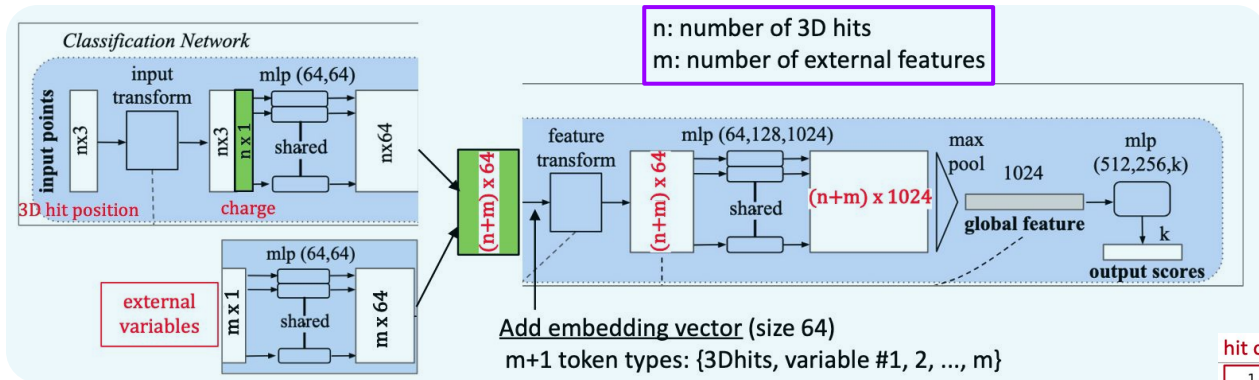 n: number of 3D hits
m: number of external features
Classification Network
input points
nx3
input
transform
nx3
n x 1
mlp (64,64)
shared
nx64
3D hit position
charge
external
variables
m x 1
mlp (64,64)
shared
m x 64
(n+m) x 64
feature
transform
(n+m) x 64
mlp (64,128,1024)
shared
(n+m) x 1024
max
pool
1024
global feature
mlp
(512,256,k)
k
output scores
Add embedding vector (size 64)
m+1 token types: {3Dhits, variable #1, 2, ..., m}
hit
1